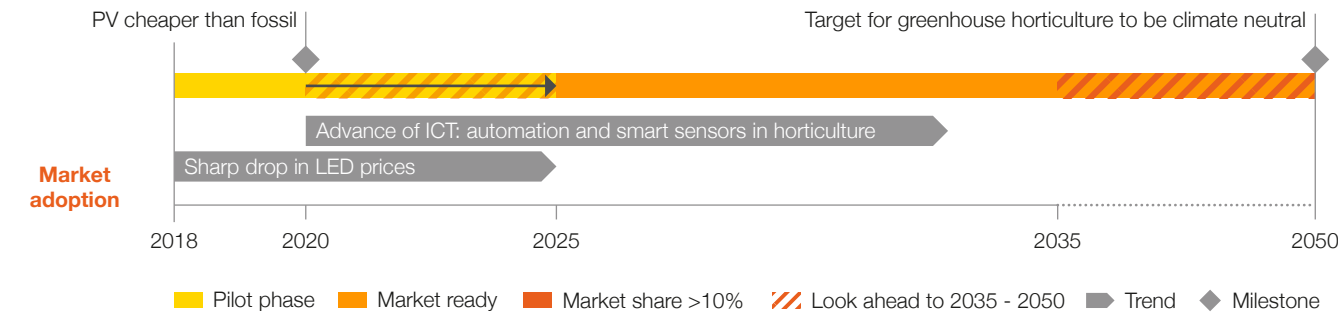 PV cheaper than fossil
Target for greenhouse horticulture to be climate neutral
Advance of ICT: automation and smart sensors in horticulture
Sharp drop in LED prices
Market
adoption
2018
2020
2025
2035
2050
Pilot phase
Market ready
Market share >10%
Look ahead to 2035 - 2050
Trend
Milestone